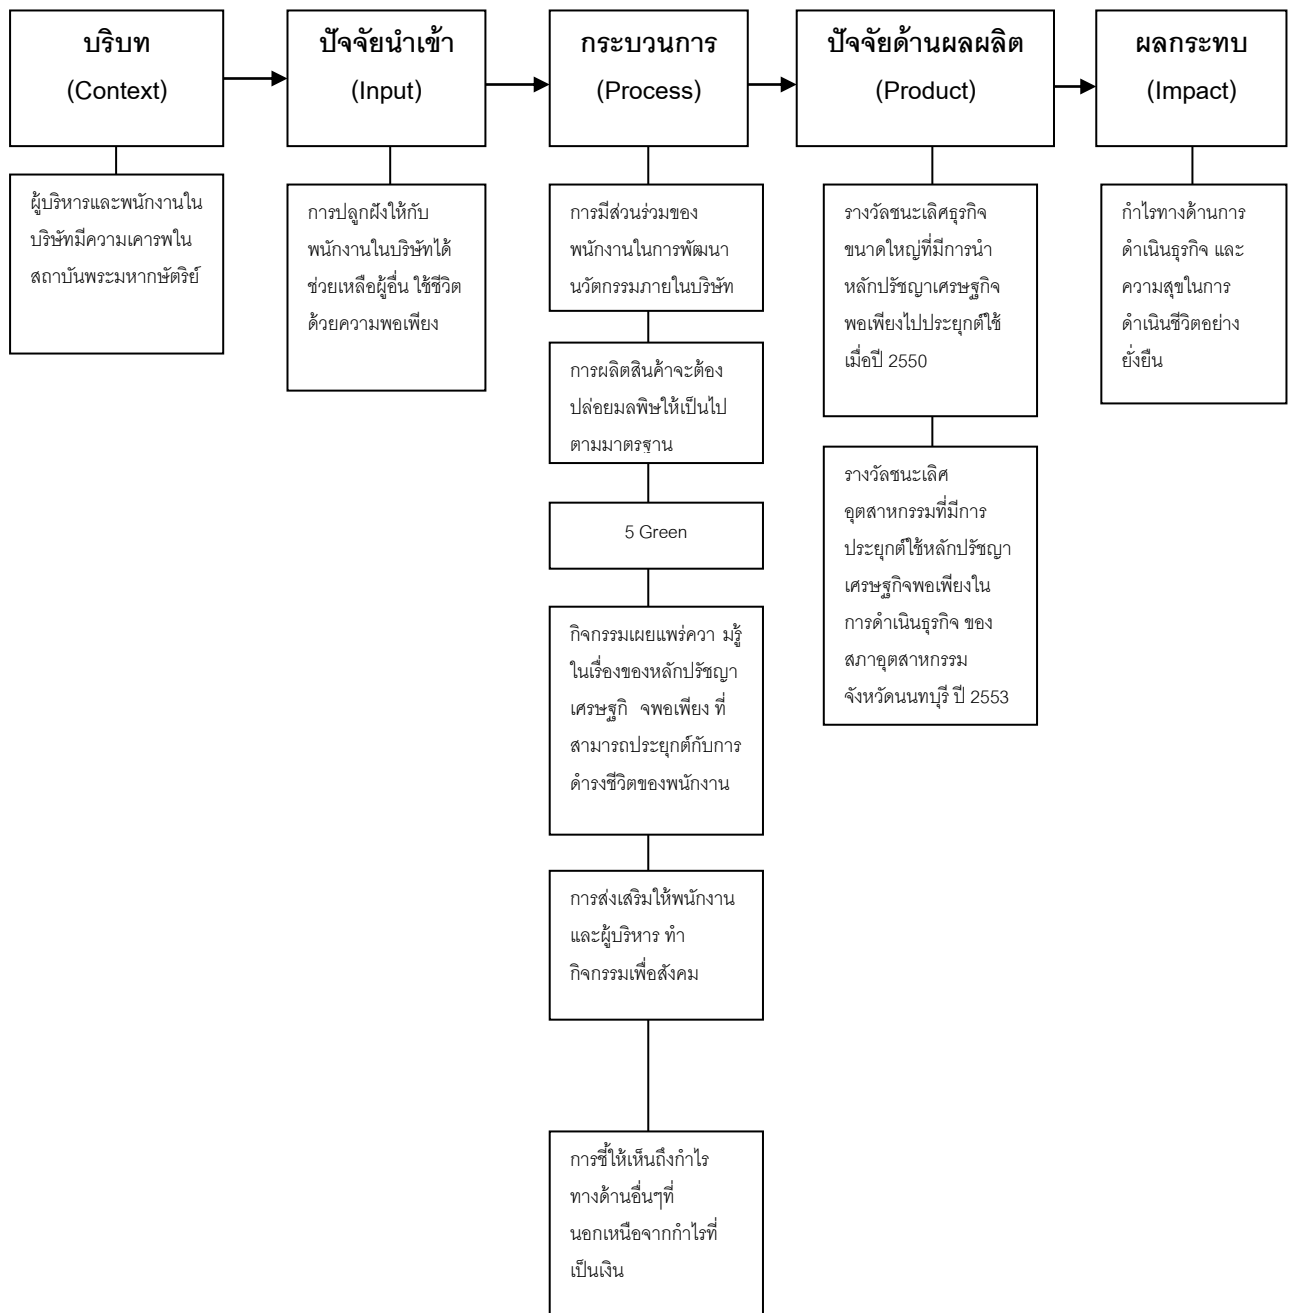 บริบท
(Context)
ปัจจัยนำเข้า
(Input)
กระบวนการ
(Process)
ปัจจัยด้านผลผลิต
(Product)
ผลกระทบ
(Impact)
ผู้บริหารและพนักงานใน
บริษัทมีความเคารพใน
สถาบันพระมหากษัตริย์
การปลูกฝังให้กับ
พนักงานในบริษัทได้
ช่วยเหลือผู้อื่น ใช้ชีวิต
ด้วยความพอเพียง
การมีส่วนร่วมของ
พนักงานในการพัฒนา
นวัตกรรมภายในบริษัท
การผลิตสินค้าจะต้อง
ปล่อยมลพิษให้เป็นไป
ตามมาตรฐาน
5 Green
กิจกรรมเผยแพร่ควา มรู้
ในเรื่องของหลักปรัชญา
เศรษฐกิ จพอเพียง ที่
สามารถประยุกต์กับการ
ดำรงชีวิตของพนักงาน
การส่งเสริมให้พนักงาน
และผู้บริหาร ทำ
กิจกรรมเพื่อสังคม
การชี้ให้เห็นถึงกำไร
ทางด้านอื่นๆที่
นอกเหนือจากกำไรที่
เป็นเงิน
รางวัลชนะเลิศธุรกิจ
ขนาดใหญ่ที่มีการนำ
หลักปรัชญาเศรษฐกิจ
พอเพียงไปประยุกต์ใช้
เมื่อปี 2550
รางวัลชนะเลิศ
อุตสาหกรรมที่มีการ
ประยุกต์ใช้หลักปรัชญา
เศรษฐกิจพอเพียงใน
การดำเนินธุรกิจ ของ
สภาอุตสาหกรรม
จังหวัดนนทบุรี ปี 2553
กำไรทางด้านการ
ดำเนินธุรกิจ และ
ความสุขในการ
ดำเนินชีวิตอย่าง
ยั่งยืน